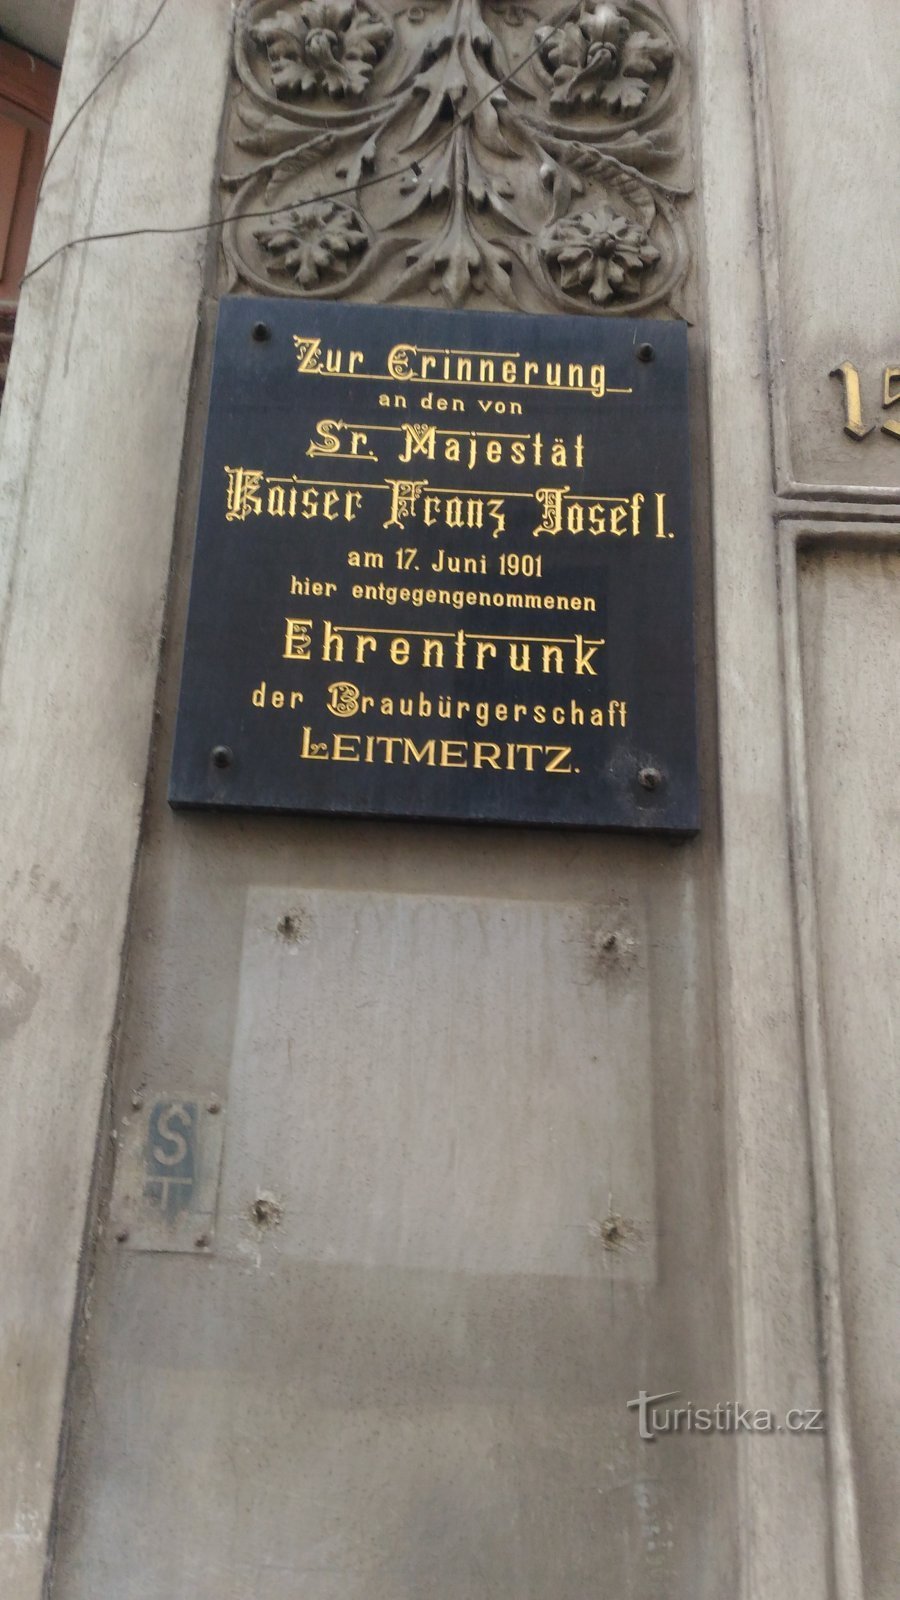 Zur Erinnerung
an den von
Sr. Majestät
Kaiser Franz Josef I.
am 17. Juni 1901
hier entgegengenommenen
Ehrentrunk
der Braubürgerschaft
LEITMERITZ.
15
S
T
Turistika.cz